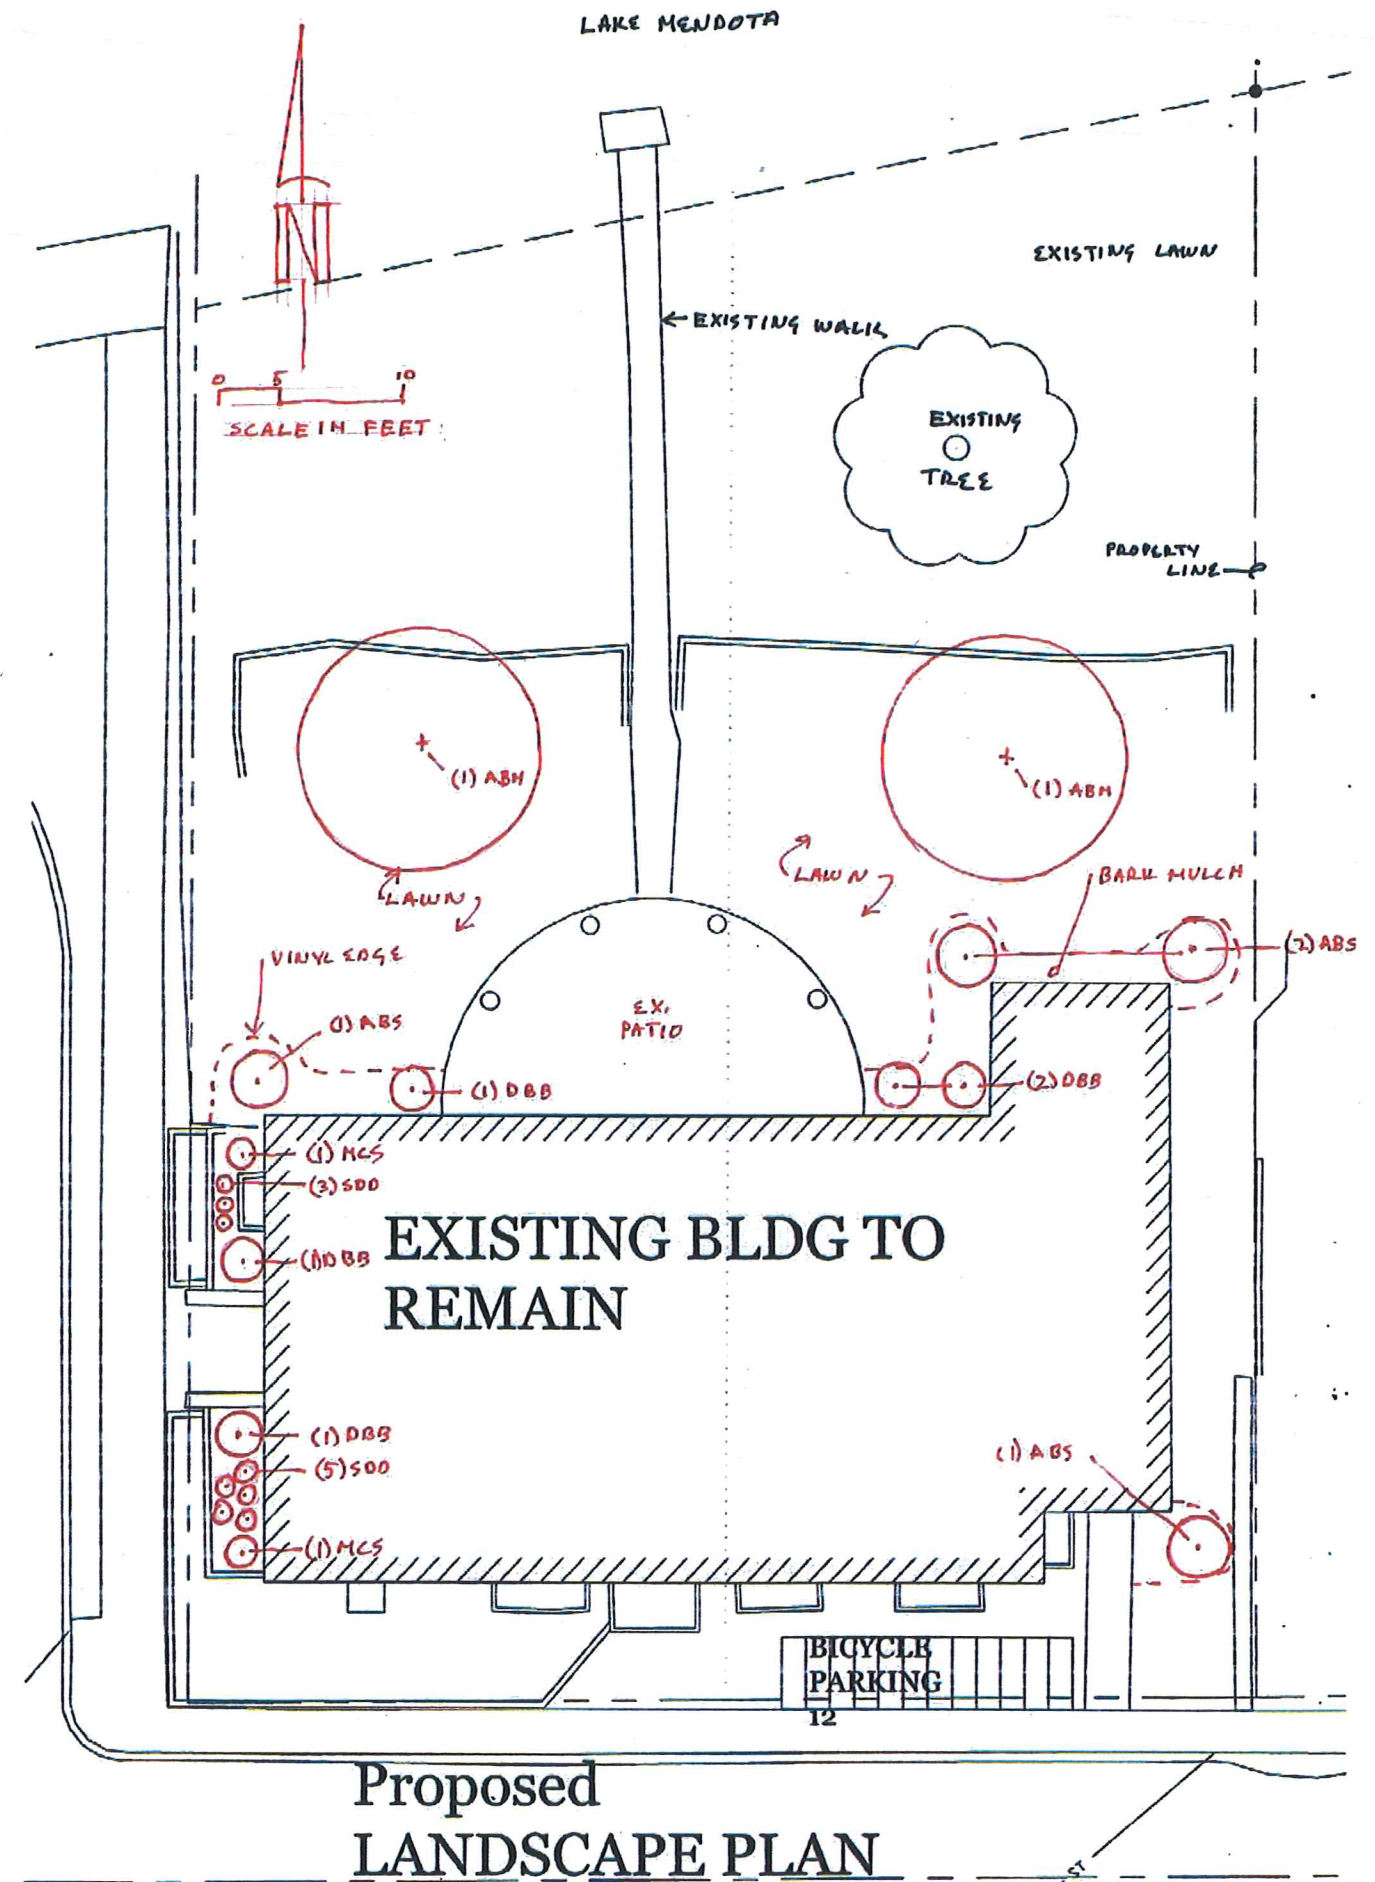 LAKE MENDOTA
N
EXISTING LAWN
EXISTING WALK
0 5 10
SCALE IN FEET
EXISTING
TREE
PROPERTY
LINE
(1) ABM
(1) ABM
LAWN
LAWN
BARK MULCH
(2) ABS
VINYL EDGE
(1) ABS
EX.
PATIO
(1) DBB
(2) DBB
(1) MCS
(3) SDD
(1) DBB
EXISTING BLDG TO
REMAIN
(1) DBB
(5) SDD
(1) MCS
(1) ABS
BICYCLE
PARKING
12
Proposed
LANDSCAPE PLAN
ST